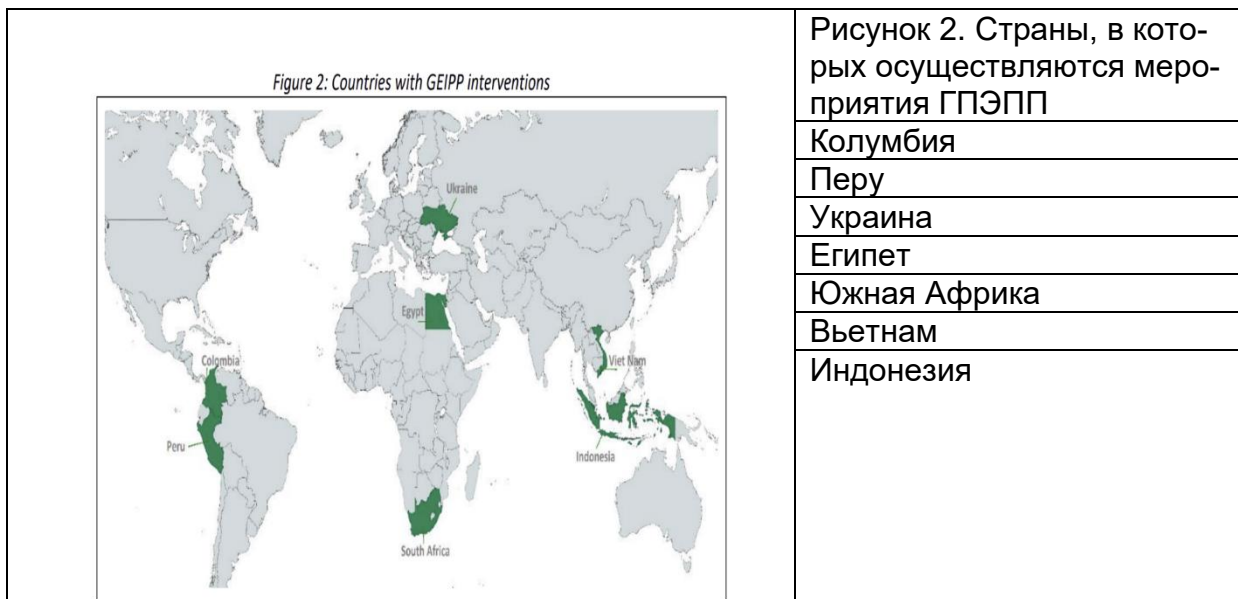 Figure 2: Countries with GEIPP interventions
Ukraine
Egypt
Colombia
Viet Nam
Peru
Indonesia
South Africa
Рисунок 2. Страны, в кото-
рых осуществляются меро-
приятия ГПЭПП
Колумбия
Перу
Украина
Египет
Южная Африка
Вьетнам
Индонезия